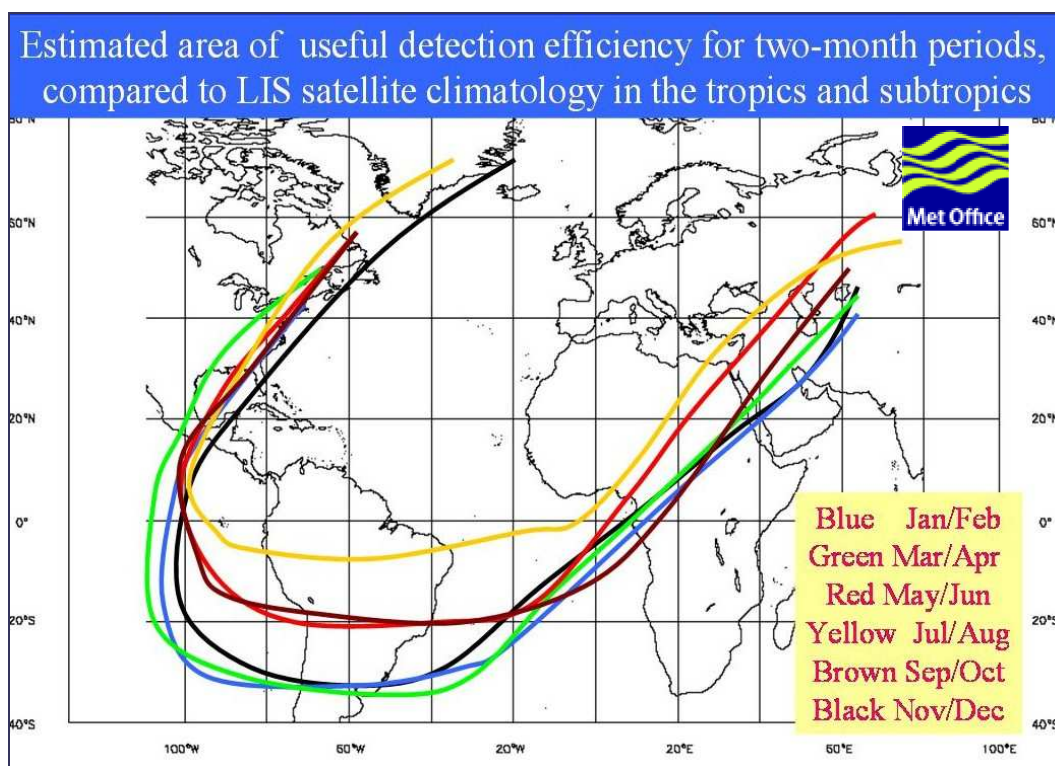 Estimated area of useful detection efficiency for two-month periods,
compared to LIS satellite climatology in the tropics and subtropics
Met Office
60°N
60°N
40°N
40°N
20°N
20°N
0°
0°
20°S
20°S
40°S
40°S
Blue Jan/Feb
Green Mar/Apr
Red May/Jun
Yellow Jul/Aug
Brown Sep/Oct
Black Nov/Dec
100°W
60°W
20°W
20°E
60°E
100°E